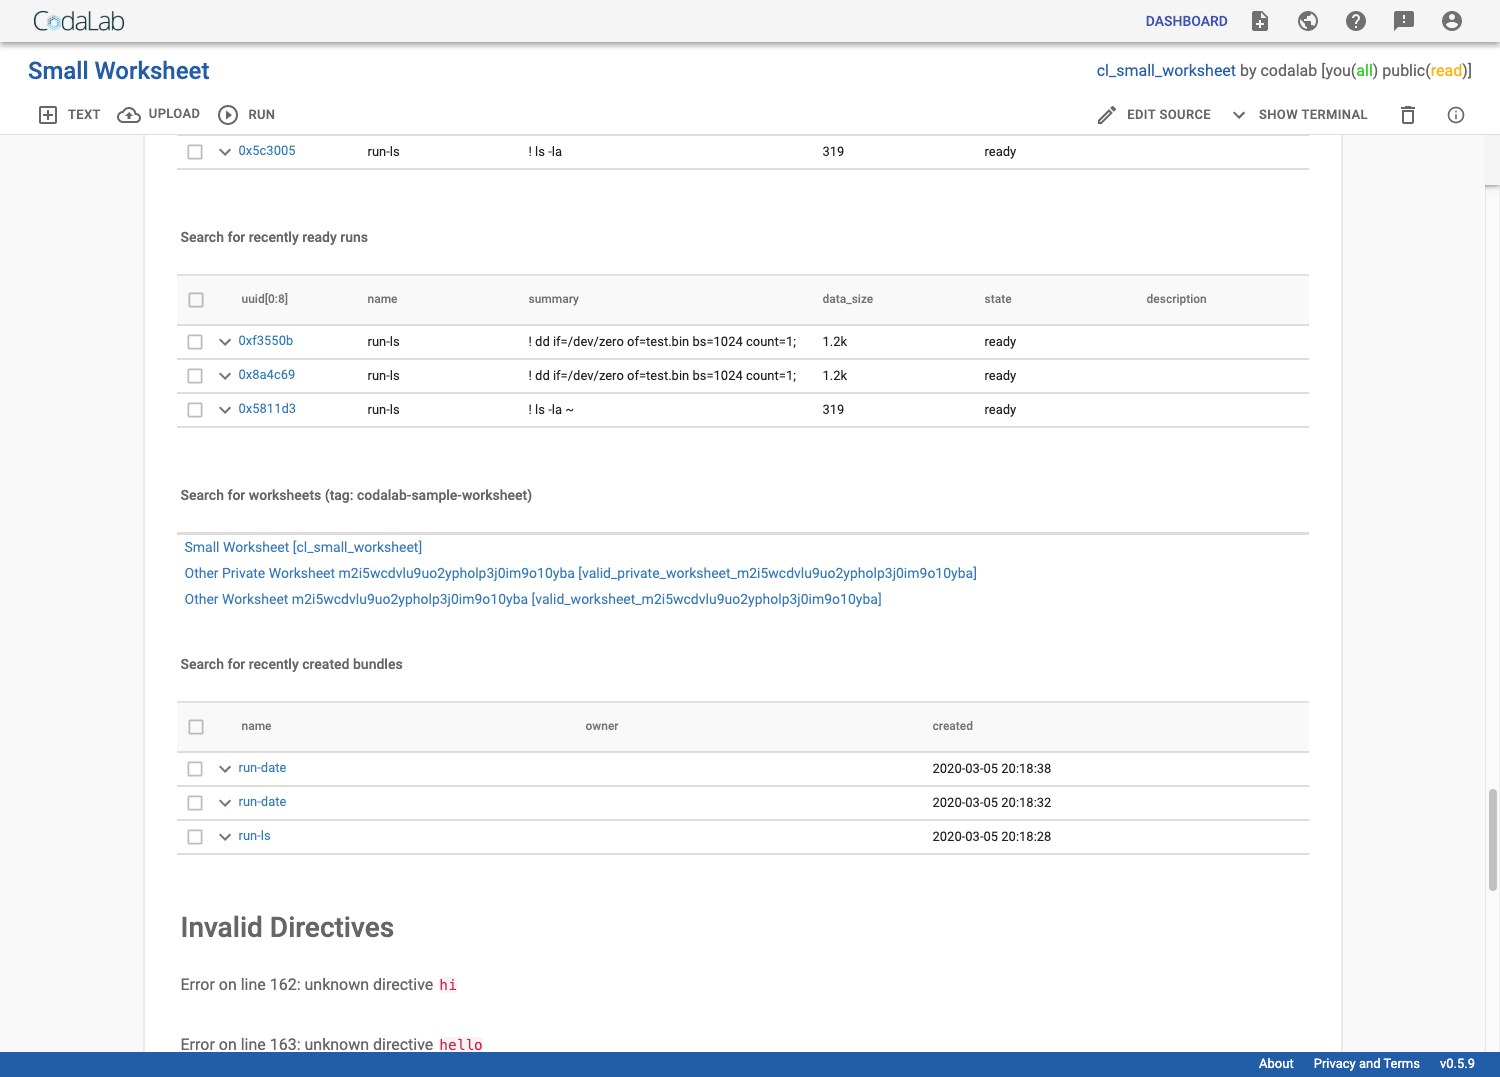 CodaLab DASHBOARD
Small Worksheet cl_small_worksheet by codalab [you(all) public(read)]
TEXT UPLOAD RUN EDIT SOURCE SHOW TERMINAL
0x5c3005 run-ls ! ls -la 319 ready
Search for recently ready runs
uuid[0:8] name summary data_size state description
0xf3550b run-ls ! dd if=/dev/zero of=test.bin bs=1024 count=1; 1.2k ready
0x8a4c69 run-ls ! dd if=/dev/zero of=test.bin bs=1024 count=1; 1.2k ready
0x5811d3 run-ls ! ls -la ~ 319 ready
Search for worksheets (tag: codalab-sample-worksheet)
Small Worksheet [cl_small_worksheet]
Other Private Worksheet m2i5wcdvlu9uo2ypholp3j0im9o10yba [valid_private_worksheet_m2i5wcdvlu9uo2ypholp3j0im9o10yba]
Other Worksheet m2i5wcdvlu9uo2ypholp3j0im9o10yba [valid_worksheet_m2i5wcdvlu9uo2ypholp3j0im9o10yba]
Search for recently created bundles
name owner created
run-date 2020-03-05 20:18:38
run-date 2020-03-05 20:18:32
run-ls 2020-03-05 20:18:28
Invalid Directives
Error on line 162: unknown directive hi
Error on line 163: unknown directive hello
About Privacy and Terms v0.5.9